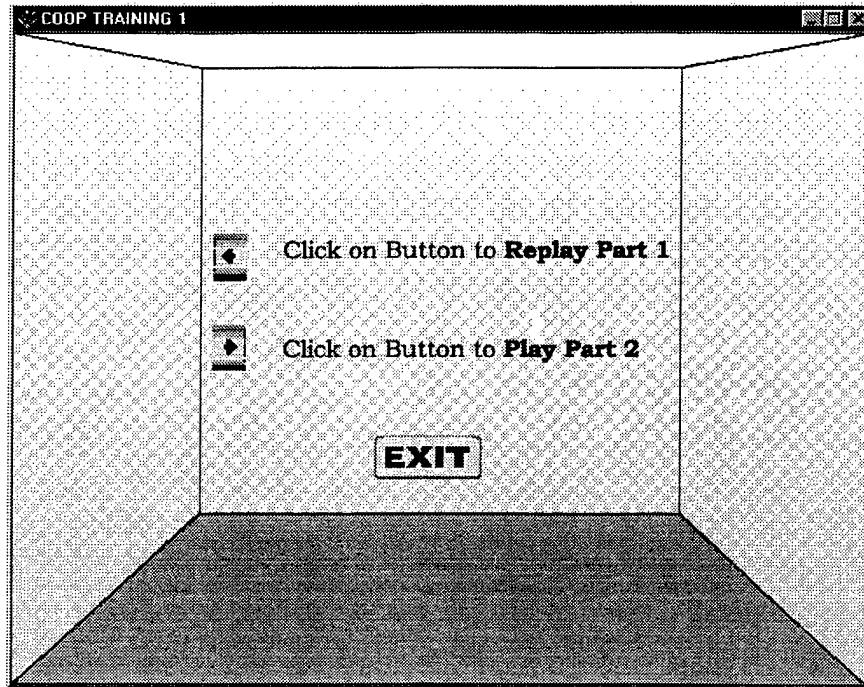 COOP TRAINING 1
Click on Button to Replay Part 1
Click on Button to Play Part 2
EXIT